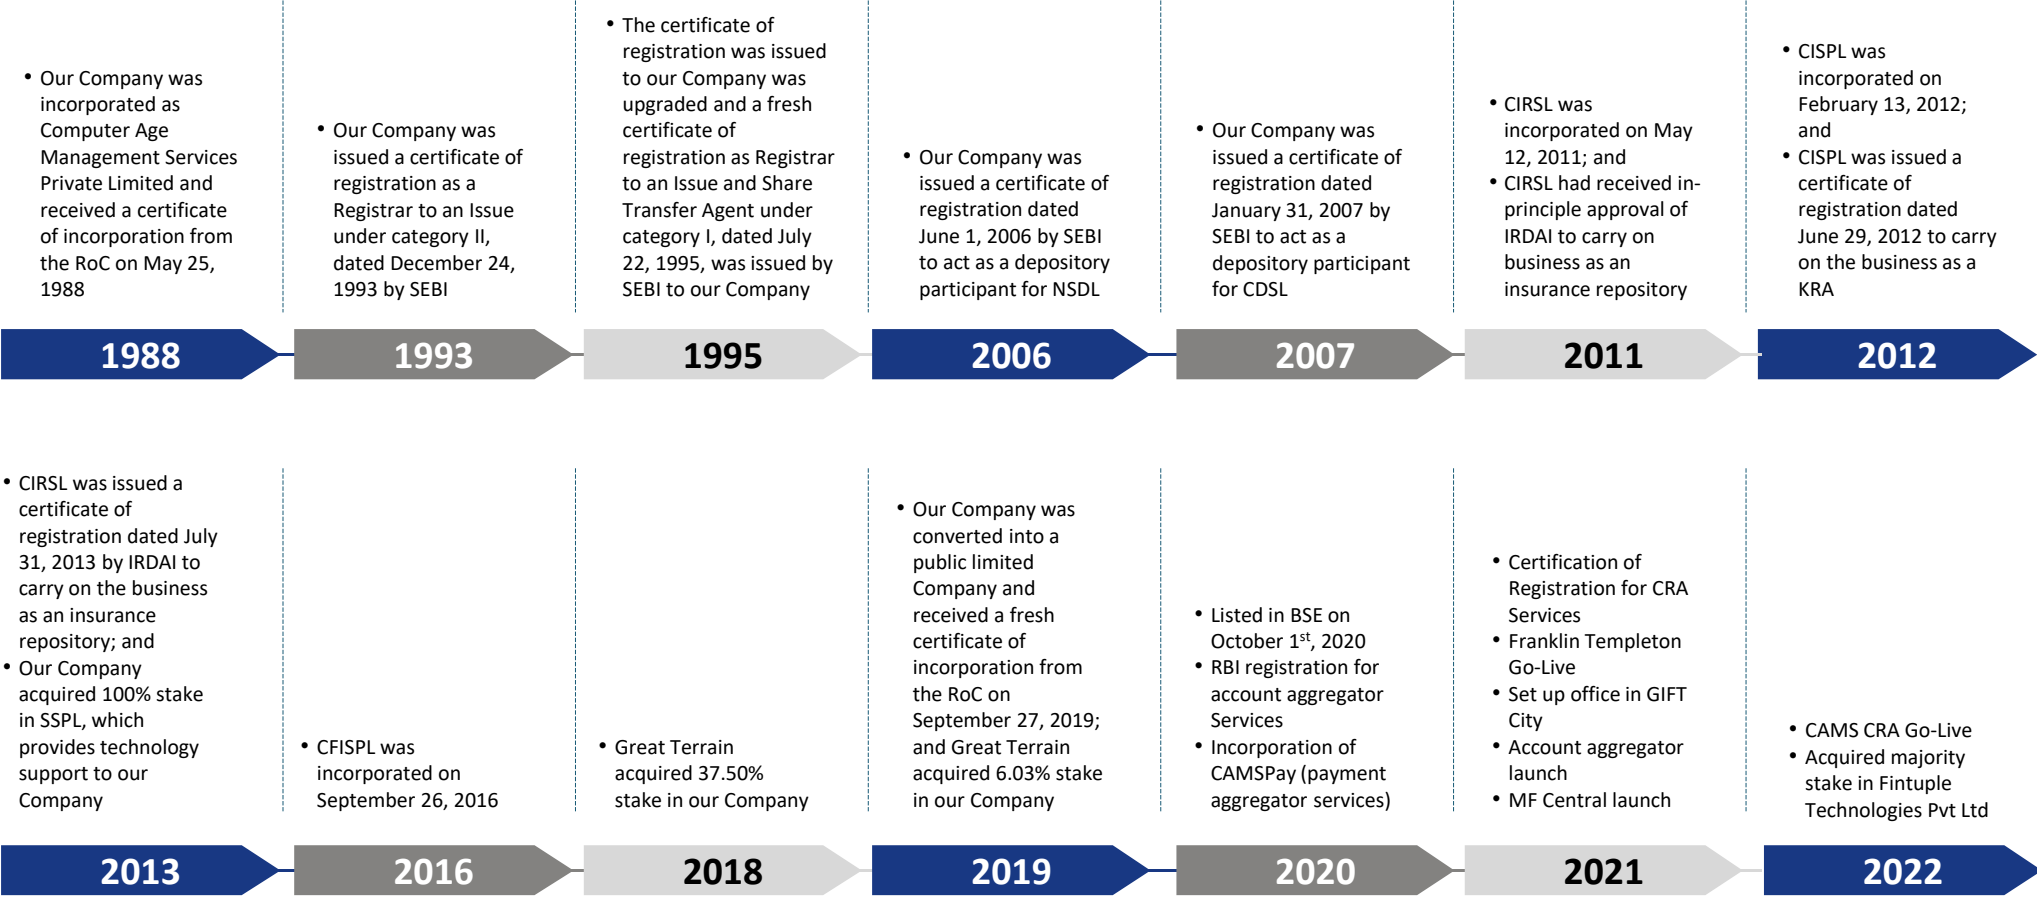 • Our Company was
incorporated as
Computer Age
Management Services
Private Limited and
received a certificate
of incorporation from
the RoC on May 25,
1988
• Our Company was
issued a certificate of
registration as a
Registrar to an Issue
under category II,
dated December 24,
1993 by SEBI
• The certificate of
registration was issued
to our Company was
upgraded and a fresh
certificate of
registration as Registrar
to an Issue and Share
Transfer Agent under
category I, dated July
22, 1995, was issued by
SEBI to our Company
• Our Company was
issued a certificate of
registration dated
June 1, 2006 by SEBI
to act as a depository
participant for NSDL
• Our Company was
issued a certificate of
registration dated
January 31, 2007 by
SEBI to act as a
depository participant
for CDSL
• CIRSL was
incorporated on May
12, 2011; and
• CIRSL had received in-
principle approval of
IRDAI to carry on
business as an
insurance repository
• CISPL was
incorporated on
February 13, 2012;
and
• CISPL was issued a
certificate of
registration dated
June 29, 2012 to carry
on the business as a
KRA
1988
1993
1995
2006
2007
2011
2012
• CIRSL was issued a
certificate of
registration dated July
31, 2013 by IRDAI to
carry on the business
as an insurance
repository; and
• Our Company
acquired 100% stake
in SSPL, which
provides technology
support to our
Company
• CFISPL was
incorporated on
September 26, 2016
• Great Terrain
acquired 37.50%
stake in our Company
• Our Company was
converted into a
public limited
Company and
received a fresh
certificate of
incorporation from
the RoC on
September 27, 2019;
and Great Terrain
acquired 6.03% stake
in our Company
• Listed in BSE on
October 1st, 2020
• RBI registration for
account aggregator
Services
• Incorporation of
CAMSPay (payment
aggregator services)
• Certification of
Registration for CRA
Services
• Franklin Templeton
Go-Live
• Set up office in GIFT
City
• Account aggregator
launch
• MF Central launch
• CAMS CRA Go-Live
• Acquired majority
stake in Fintuple
Technologies Pvt Ltd
2013
2016
2018
2019
2020
2021
2022